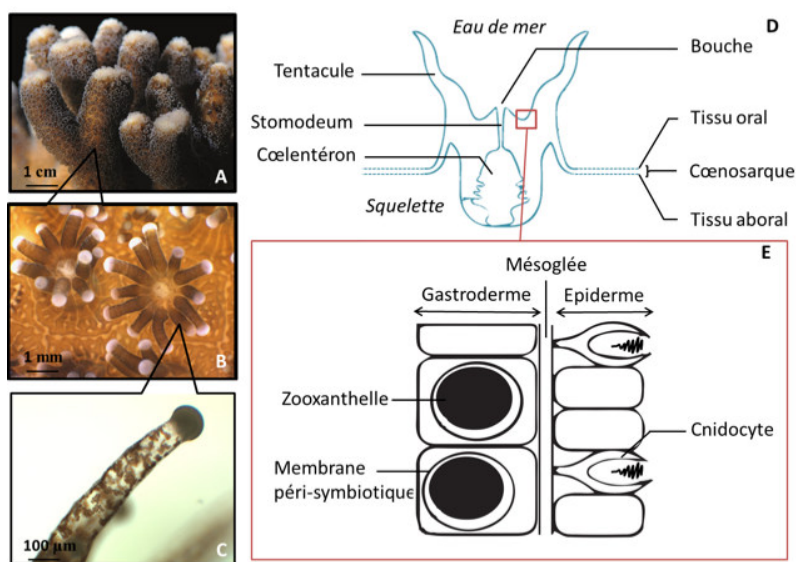 1 cm
A
1 mm
B
100 µm
C
Eau de mer
D
Bouche
Tentacule
Stomodeum
Cœlentéron
Squelette
Tissu oral
Cœnosarque
Tissu aboral
E
Mésoglée
Gastroderme
Epiderme
Zooxanthelle
Membrane
péri-symbiotique
Cnidocyte